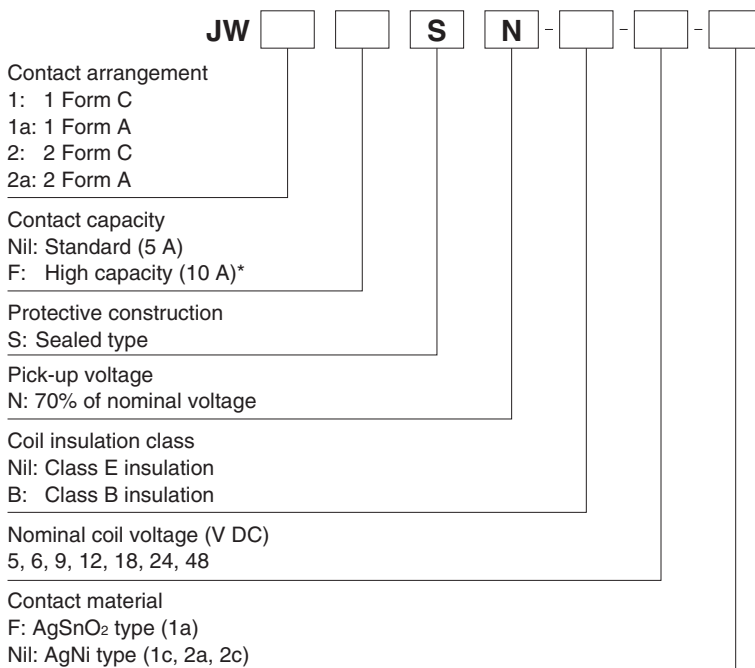 JW S N - - -
Contact arrangement
1: 1 Form C
1a: 1 Form A
2: 2 Form C
2a: 2 Form A
Contact capacity
Nil: Standard (5 A)
F: High capacity (10 A)*
Protective construction
S: Sealed type
Pick-up voltage
N: 70% of nominal voltage
Coil insulation class
Nil: Class E insulation
B: Class B insulation
Nominal coil voltage (V DC)
5, 6, 9, 12, 18, 24, 48
Contact material
F: AgSnO₂ type (1a)
Nil: AgNi type (1c, 2a, 2c)